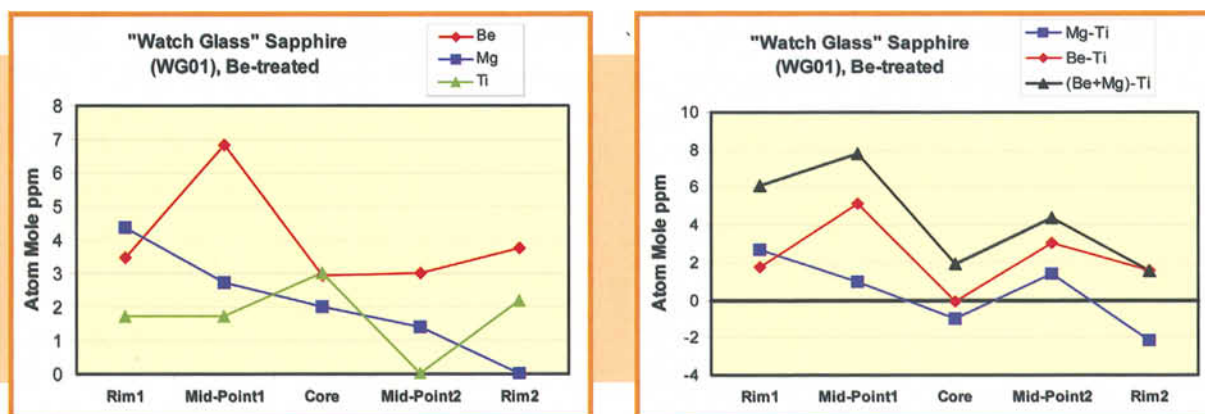 "Watch Glass" Sapphire
(WG01), Be-treated
Be
Mg
Ti
Atom Mole ppm
8
7
6
5
4
3
2
1
0
Rim1 Mid-Point1 Core Mid-Point2 Rim2
"Watch Glass" Sapphire
(WG01), Be-treated
Mg-Ti
Be-Ti
(Be+Mg)-Ti
Atom Mole ppm
10
8
6
4
2
0
-2
-4
Rim1 Mid-Point1 Core Mid-Point2 Rim2